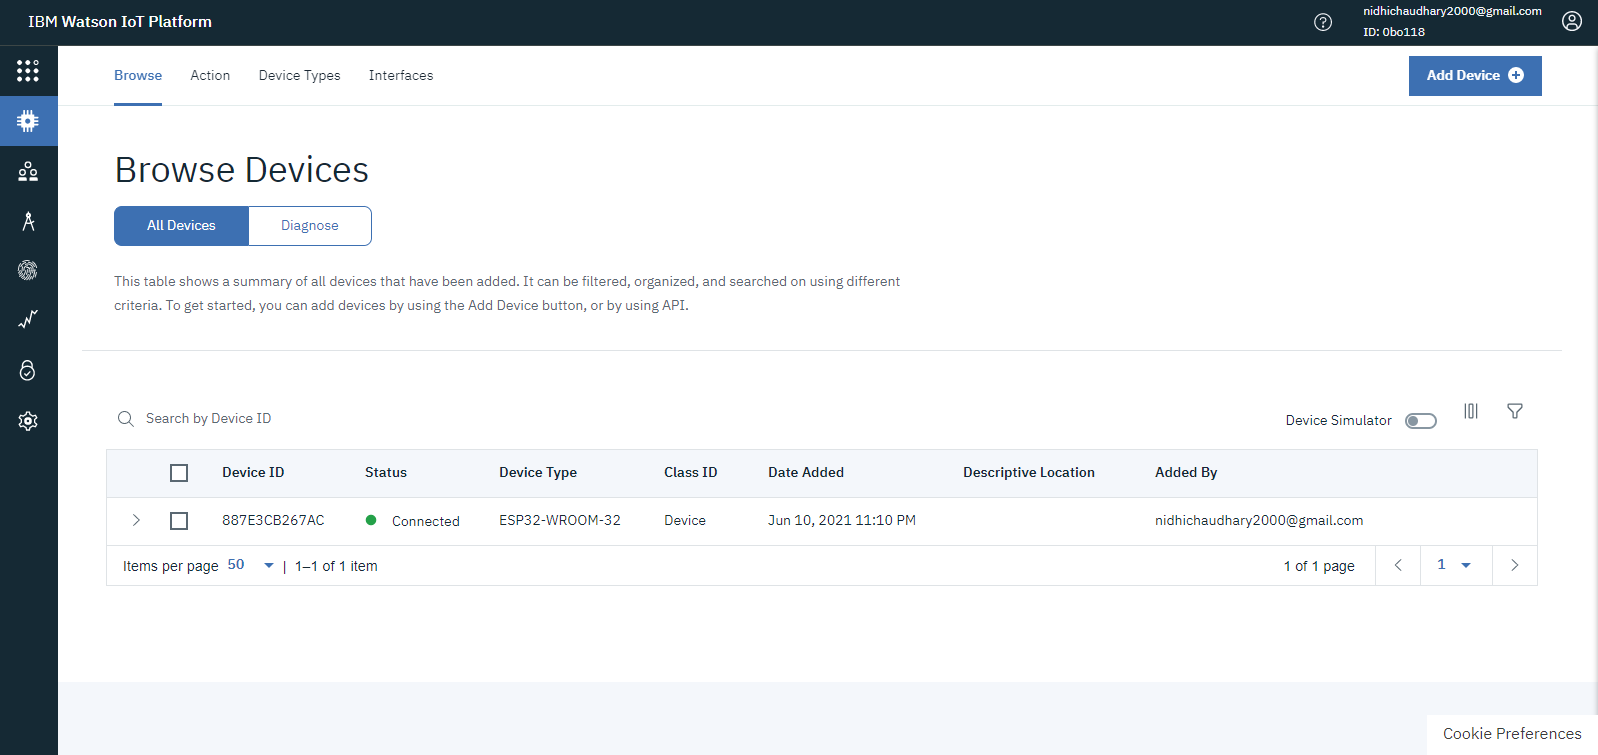 IBM Watson IoT Platform
nidhichaudhary2000@gmail.com
ID: 0bo118
Browse Action Device Types Interfaces
Add Device
Browse Devices
All Devices Diagnose
This table shows a summary of all devices that have been added. It can be filtered, organized, and searched on using different
criteria. To get started, you can add devices by using the Add Device button, or by using API.
Search by Device ID
Device Simulator
Device ID Status Device Type Class ID Date Added Descriptive Location Added By
887E3CB267AC Connected ESP32-WROOM-32 Device Jun 10, 2021 11:10 PM nidhichaudhary2000@gmail.com
Items per page 50 | 1–1 of 1 item 1 of 1 page 1
Cookie Preferences